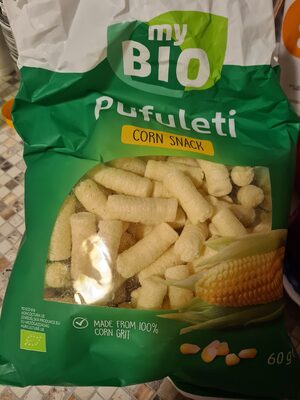 my
BIO
pufuleti
CORN SNACK
MADE FROM 100%
CORN GRIT
60g